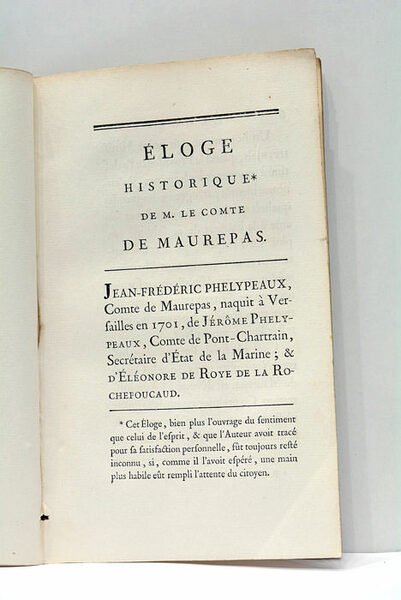 ÉLOGE
HISTORIQUE*
DE M. LE COMTE
DE MAUREPAS.
JEAN-FRÉDÉRIC PHELYPEAUX,
Comte de Maurepas, naquit à Ver-
sailles en 1701, de JÉRÔME PHELY-
PEAUX, Comte de Pont-Chartrain,
Secrétaire d'État de la Marine; &
D'ÉLÉONORE DE ROYE DE LA RO-
CHEFOUCAUD.
* Cet Éloge, bien plus l'ouvrage du sentiment
que celui de l'esprit, & que l'Auteur avoit tracé
pour sa satisfaction personnelle, fût toujours resté
inconnu, si, comme il l'avoit espéré, une main
plus habile eût rempli l'attente du citoyen.